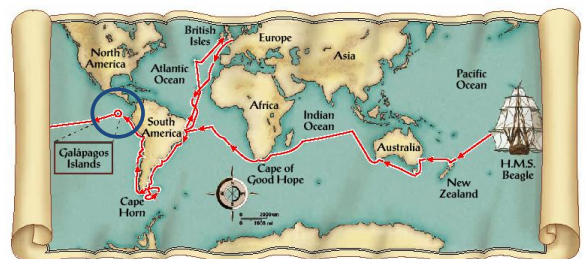 British
Isles
Europe
North
America
Asia
Atlantic
Ocean
Pacific
Ocean
Africa
South
America
Indian
Ocean
Galápagos
Islands
Australia
H.M.S.
Beagle
Cape of
Good Hope
New
Zealand
Cape
Horn